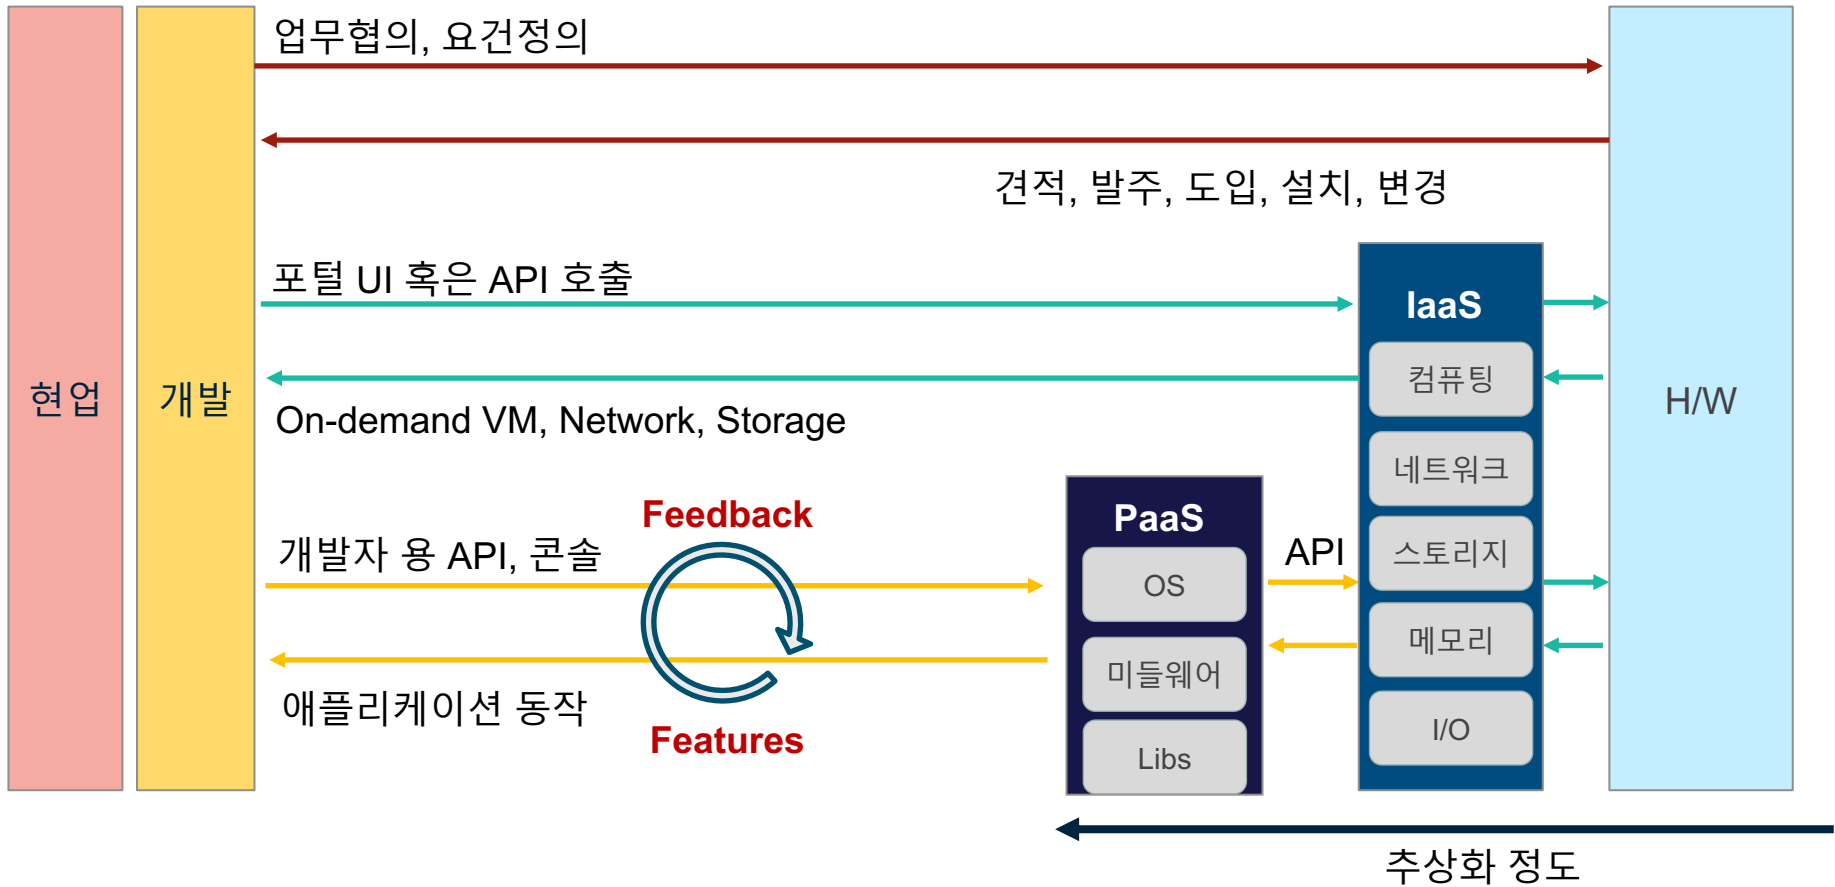 업무협의, 요건정의
견적, 발주, 도입, 설치, 변경
포털 UI 혹은 API 호출
On-demand VM, Network, Storage
현업
개발
H/W
IaaS
컴퓨팅
네트워크
스토리지
메모리
I/O
PaaS
OS
미들웨어
Libs
API
Feedback
Features
개발자 용 API, 콘솔
애플리케이션 동작
추상화 정도